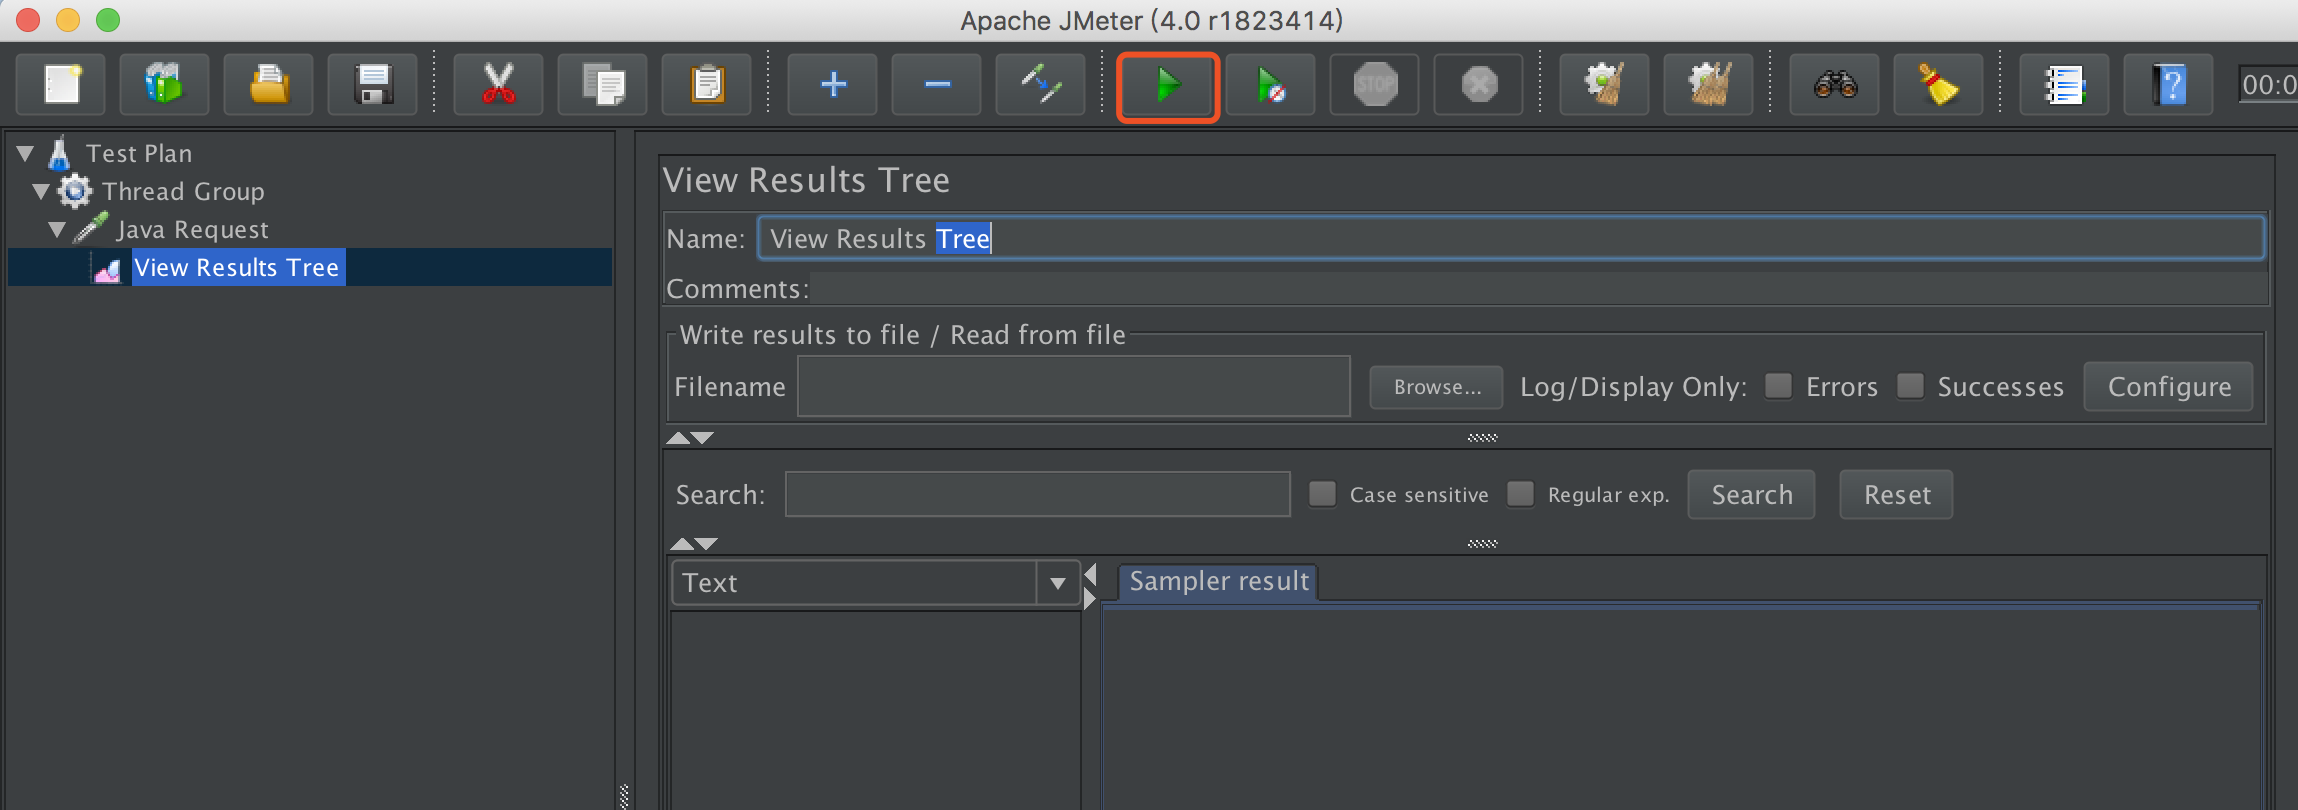 Apache JMeter (4.0 r1823414)
STOP
?
00:0
Test Plan
Thread Group
Java Request
View Results Tree
View Results Tree
Name: View Results Tree
Comments:
Write results to file / Read from file
Filename Browse... Log/Display Only: Errors Successes Configure
Search: Case sensitive Regular exp. Search Reset
Text Sampler result